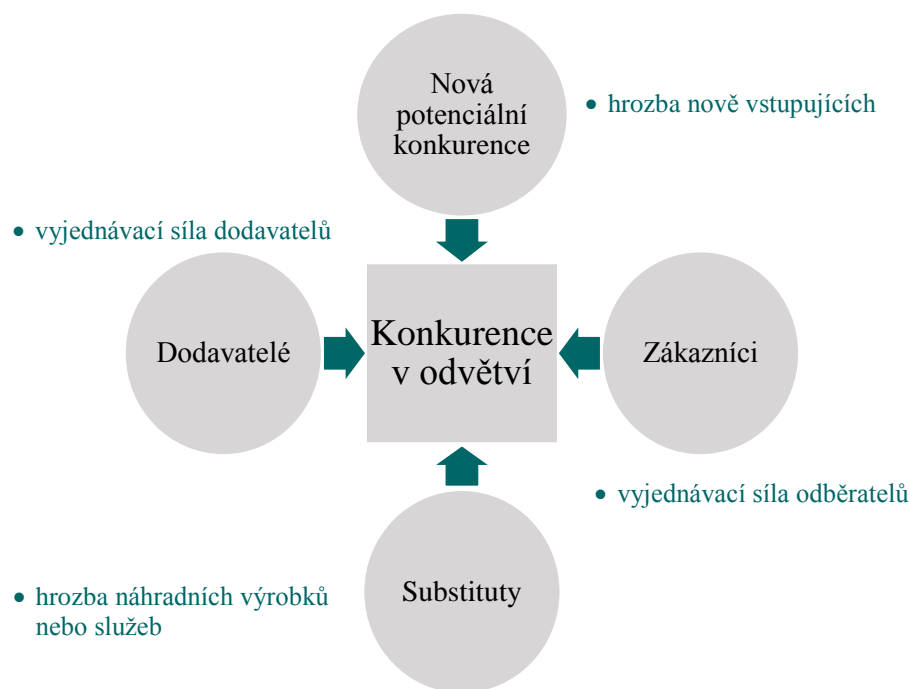 Nová
potenciální
konkurence
• hrozba nově vstupujících
• vyjednávací síla dodavatelů
Dodavatelé
Konkurence
v odvětví
Zákazníci
• vyjednávací síla odběratelů
Substituty
• hrozba náhradních výrobků
nebo služeb